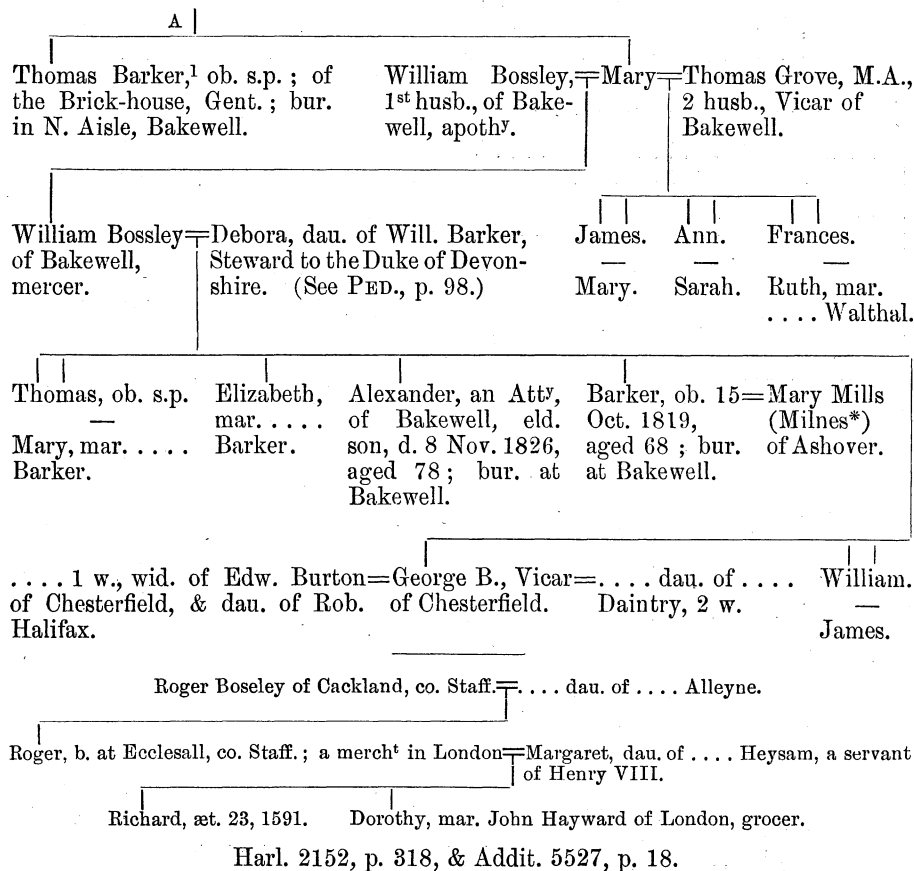 A
Thomas Barker,¹ ob. s.p. ; of
the Brick-house, Gent. ; bur.
in N. Aisle, Bakewell.
William Bossley,
1ˢᵗ husb., of Bake-
well, apothʸ.
Mary
Thomas Grove, M.A.,
2 husb., Vicar of
Bakewell.
William Bossley
of Bakewell,
mercer.
Debora, dau. of Will. Barker,
Steward to the Duke of Devon-
shire. (See PED., p. 98.)
James.
—
Mary.
Ann.
—
Sarah.
Frances.
—
Ruth, mar.
. . . . Walthal.
Thomas, ob. s.p.
—
Mary, mar. . . . .
Barker.
Elizabeth,
mar. . . . .
Barker.
Alexander, an Attʸ,
of Bakewell, eld.
son, d. 8 Nov. 1826,
aged 78 ; bur. at
Bakewell.
Barker, ob. 15
Oct. 1819,
aged 68 ; bur.
at Bakewell.
=
Mary Mills
(Milnes*)
of Ashover.
. . . . 1 w., wid. of Edw. Burton
of Chesterfield, & dau. of Rob.
Halifax.
=
George B., Vicar
of Chesterfield.
=
. . . . dau. of . . . .
Daintry, 2 w.
William.
—
James.
Roger Boseley of Cackland, co. Staff. = . . . . dau. of . . . . Alleyne.
Roger, b. at Ecclesall, co. Staff. ; a merchᵗ in London = Margaret, dau. of . . . . Heysam, a servant
of Henry VIII.
Richard, æt. 23, 1591.
Dorothy, mar. John Hayward of London, grocer.
Harl. 2152, p. 318, & Addit. 5527, p. 18.